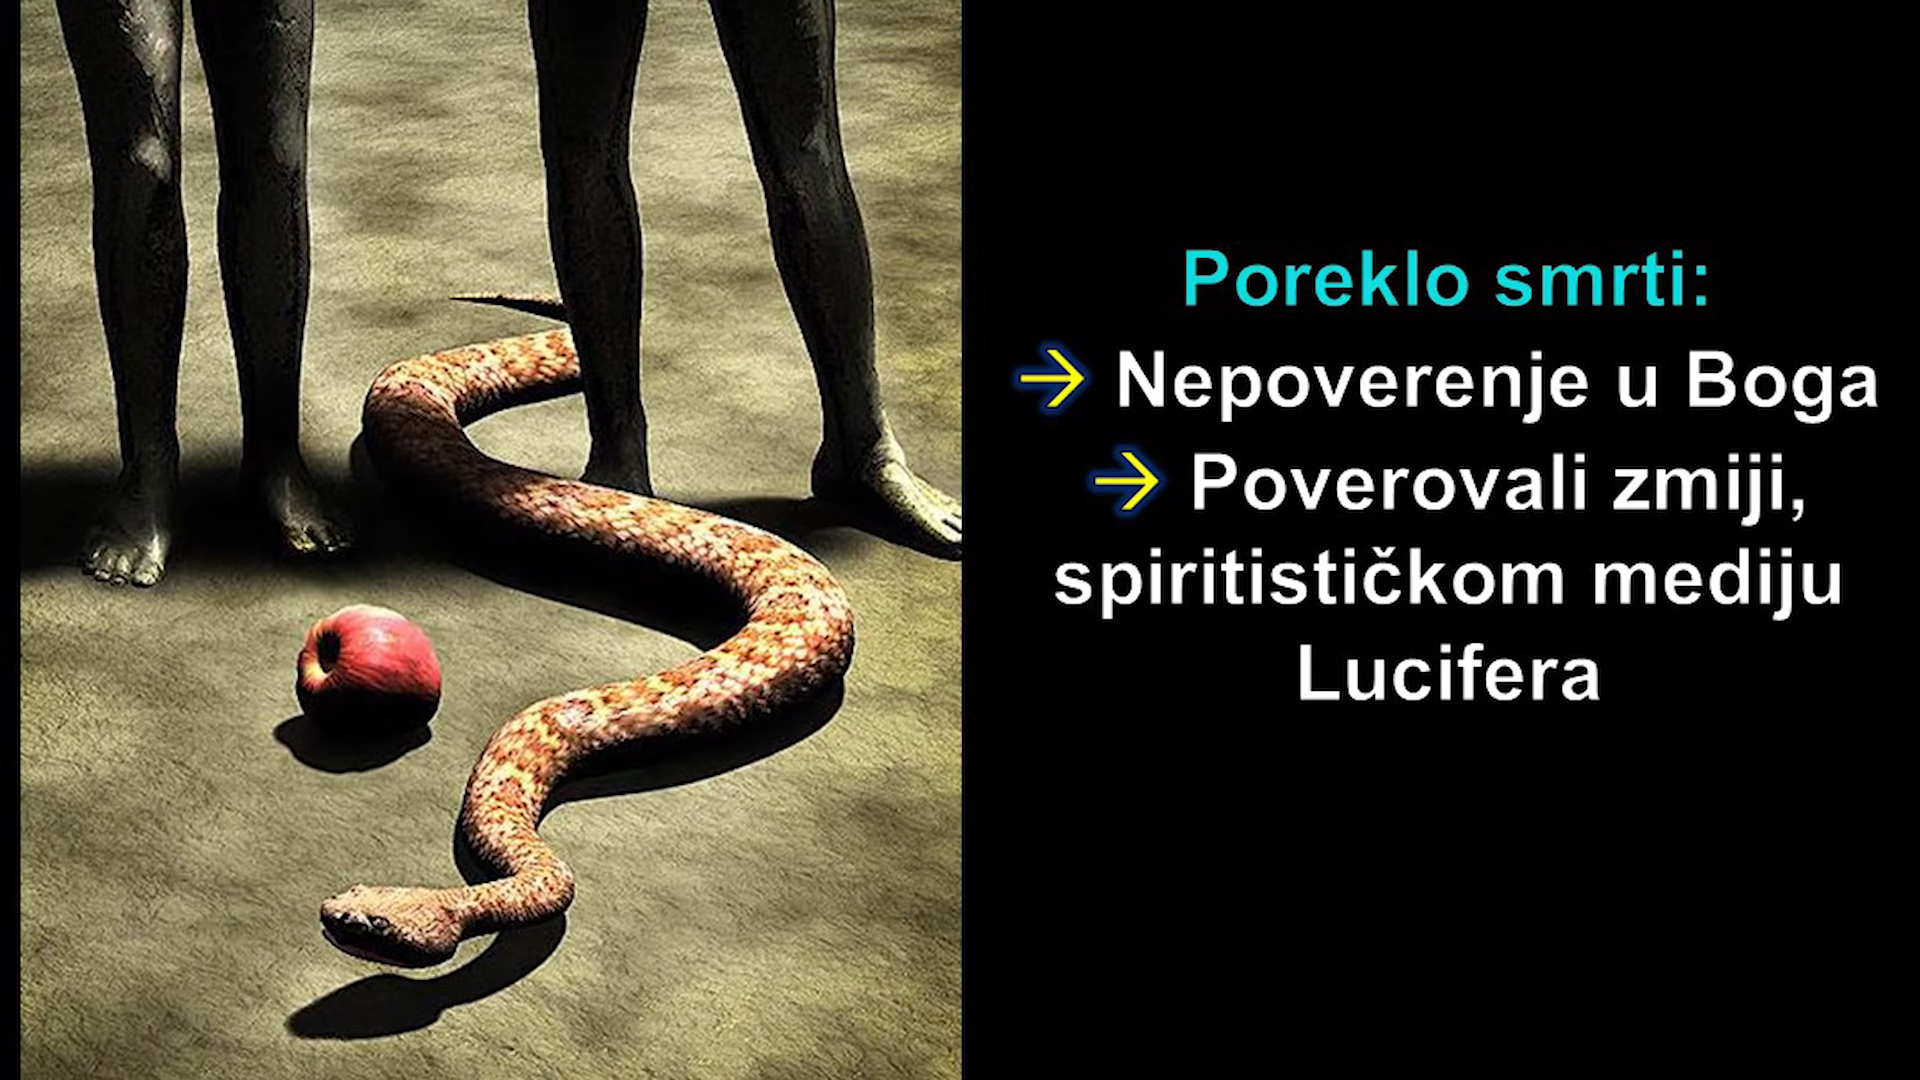 Poreklo smrti:
→ Nepoverenje u Boga
→ Poverovali zmiji,
spiritističkom mediju
Lucifera